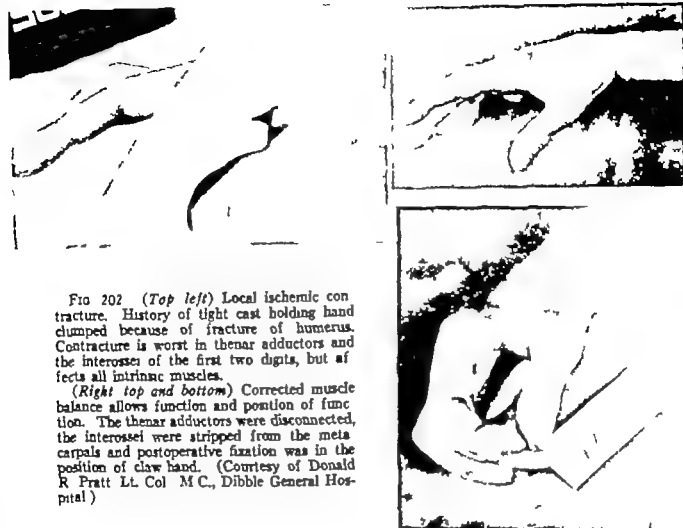 FIG 202 (Top left) Local ischemic con
tracture. History of tight cast holding hand
clumped because of fracture of humerus.
Contracture is worst in thenar adductors and
the interossei of the first two digits, but af
fects all intrinsic muscles.
(Right top and bottom) Corrected muscle
balance allows function and position of func
tion. The thenar adductors were disconnected,
the interossei were stripped from the meta
carpals and postoperative fixation was in the
position of claw hand. (Courtesy of Donald
R Pratt Lt. Col M C., Dibble General Hos-
pital)